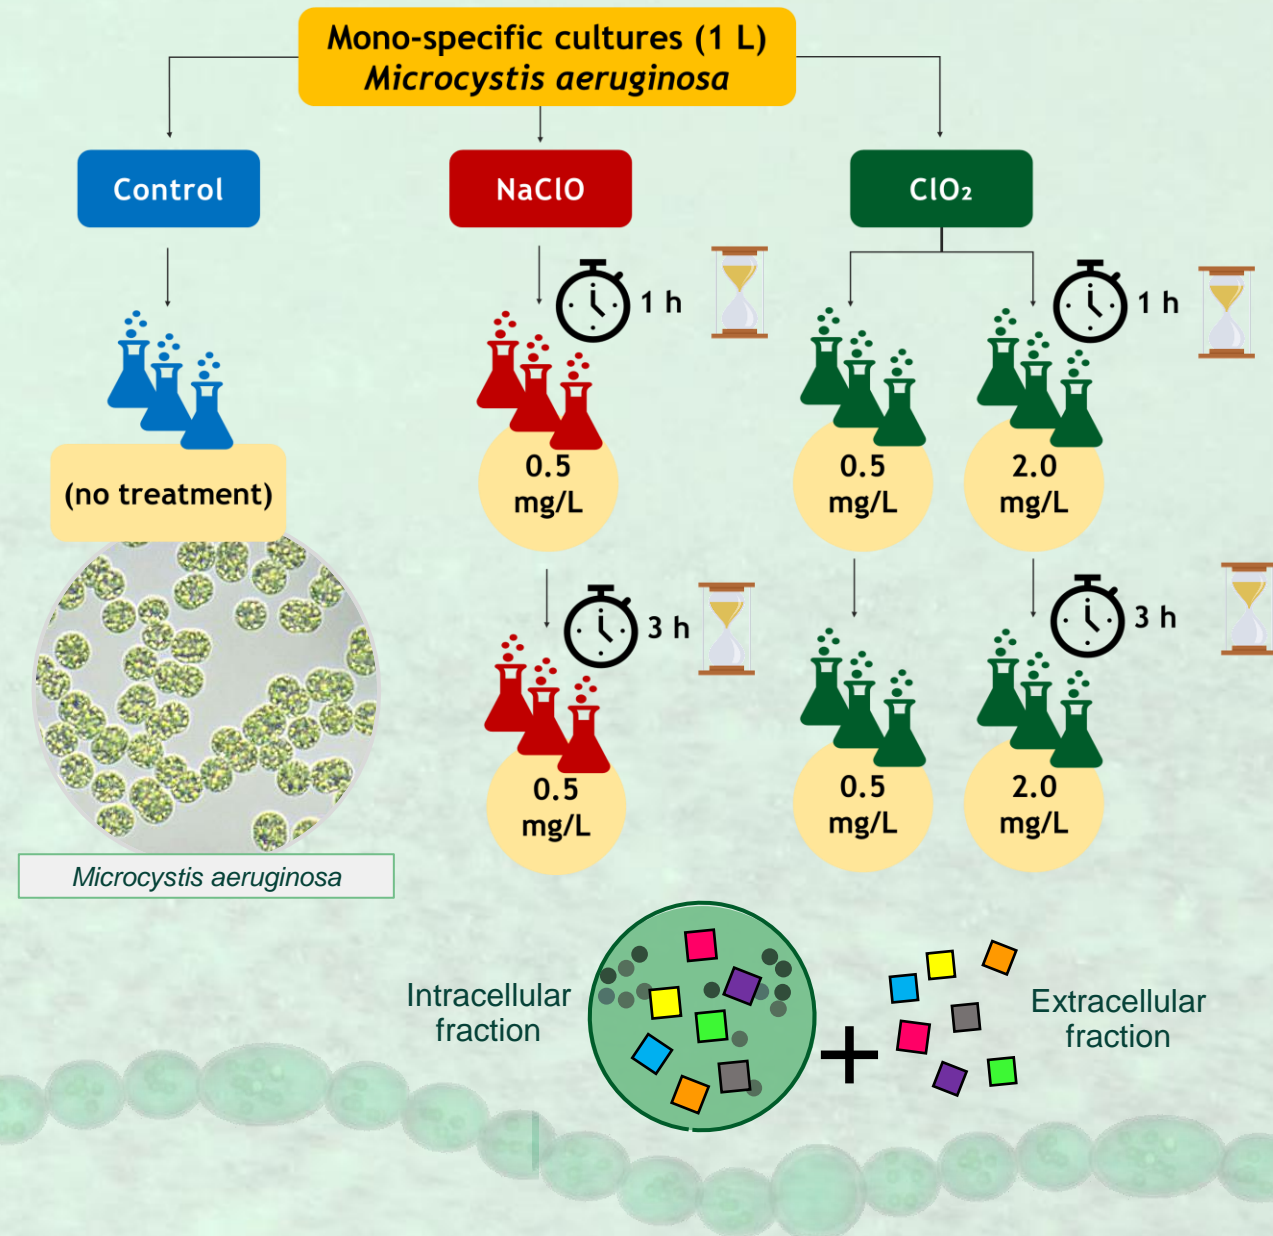 Mono-specific cultures (1 L)
Microcystis aeruginosa
Control
NaClO
ClO₂
1 h
1 h
(no treatment)
0.5
mg/L
0.5
mg/L
2.0
mg/L
3 h
3 h
0.5
mg/L
0.5
mg/L
2.0
mg/L
Microcystis aeruginosa
Intracellular
fraction
Extracellular
fraction